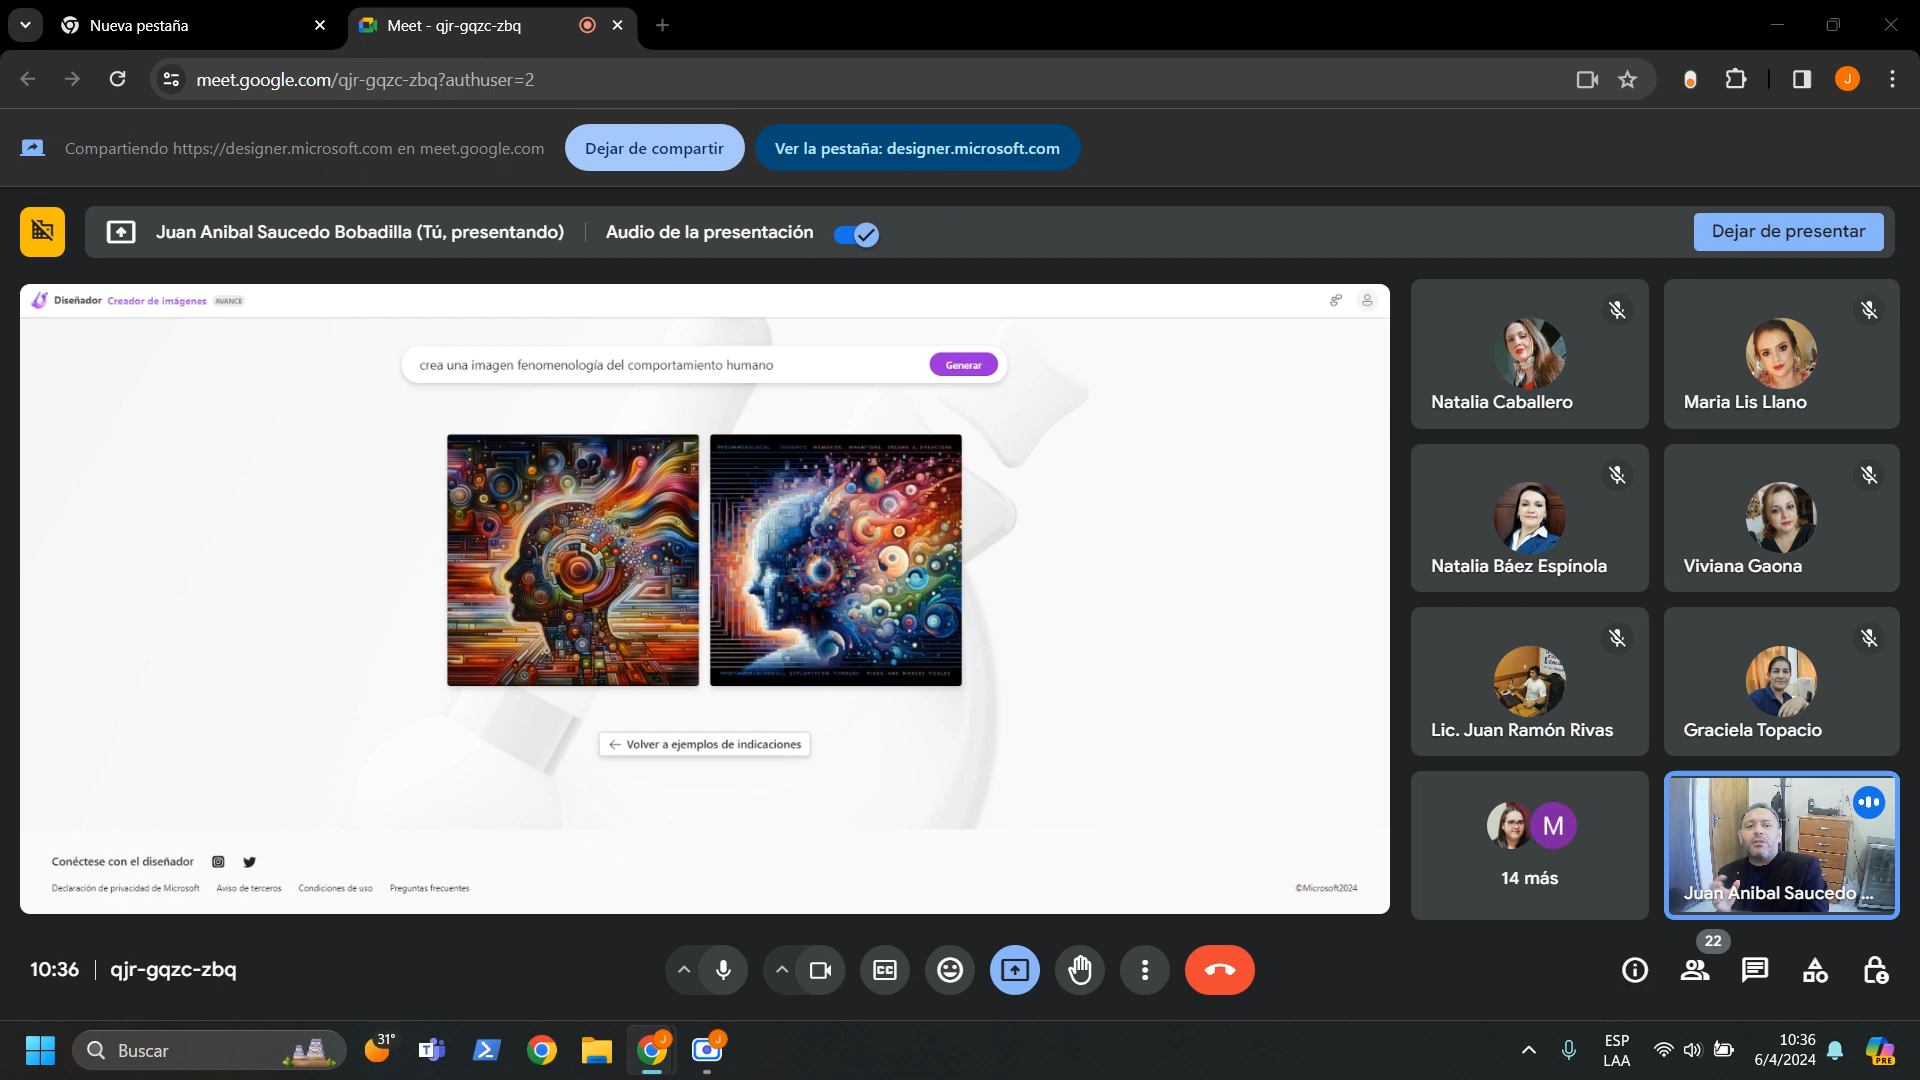 Nueva pestaña
Meet - qjr-gqzc-zbq
meet.google.com/qjr-gqzc-zbq?authuser=2
J
Compartiendo https://designer.microsoft.com en meet.google.com
Dejar de compartir
Ver la pestaña: designer.microsoft.com
Juan Anibal Saucedo Bobadilla (Tú, presentando)
Audio de la presentación
Dejar de presentar
Diseñador Creador de imágenes AVANCE
crea una imagen fenomenología del comportamiento humano
Generar
Volver a ejemplos de indicaciones
Conéctese con el diseñador
Declaración de privacidad de Microsoft Aviso de terceros Condiciones de uso Preguntas frecuentes
©Microsoft2024
Natalia Caballero
Maria Lis Llano
Natalia Báez Espínola
Viviana Gaona
Lic. Juan Ramón Rivas
Graciela Topacio
M
14 más
Juan Anibal Saucedo ...
10:36
qjr-gqzc-zbq
CC
22
Buscar
31°
J
J
ESP
LAA
10:36
6/4/2024
PRE